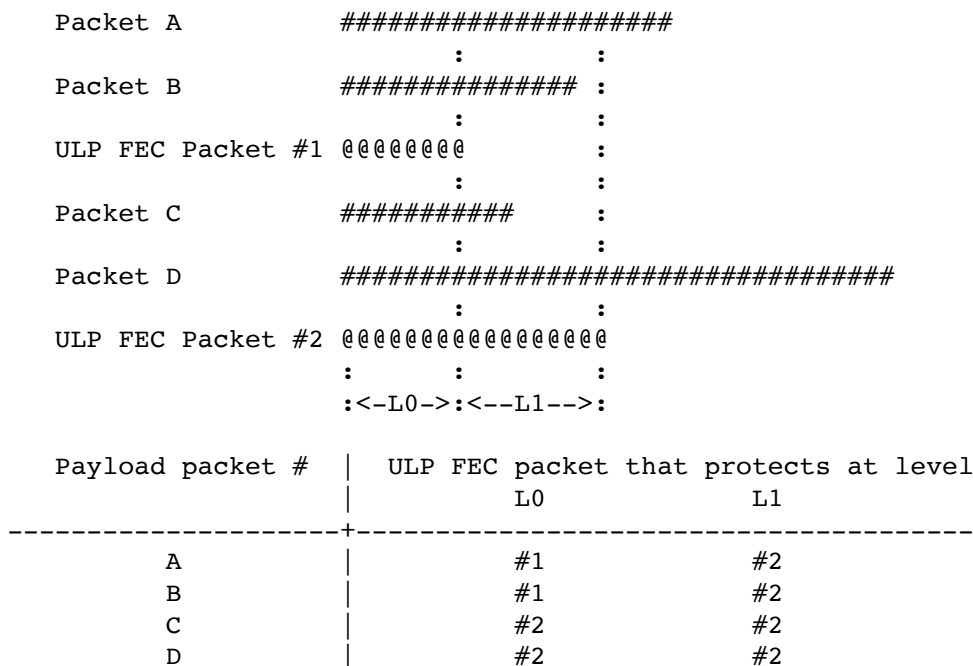 Packet A          #####################
                         :        :
Packet B          ############### :
                         :        :
ULP FEC Packet #1 @@@@@@@@        :
                         :        :
Packet C          ###########     :
                         :        :
Packet D          ###################################
                         :        :
ULP FEC Packet #2 @@@@@@@@@@@@@@@@@
                  :      :        :
                  :<-L0->:<--L1-->:
Payload packet #  |  ULP FEC packet that protects at level
                  |          L0             L1
---------------------+---------------------------------------
       A          |          #1             #2
       B          |          #1             #2
       C          |          #2             #2
       D          |          #2             #2